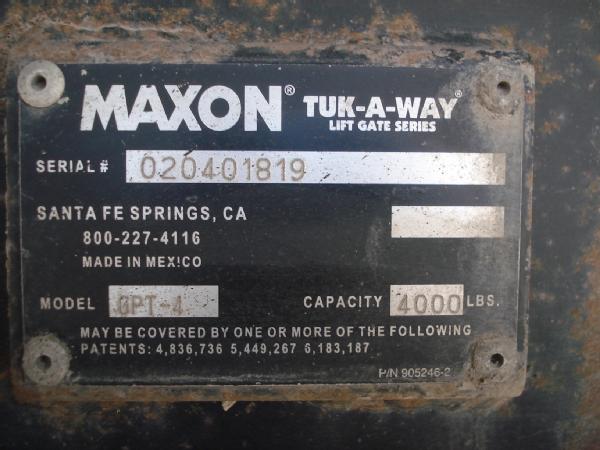 MAXON® TUK-A-WAY®
LIFT GATE SERIES
SERIAL # 020401819
SANTA FE SPRINGS, CA
800-227-4116
MADE IN MEXICO
MODEL GPT-4 CAPACITY 4000 LBS.
MAY BE COVERED BY ONE OR MORE OF THE FOLLOWING
PATENTS: 4,836,736 5,449,267 6,183,187
P/N 905246-2